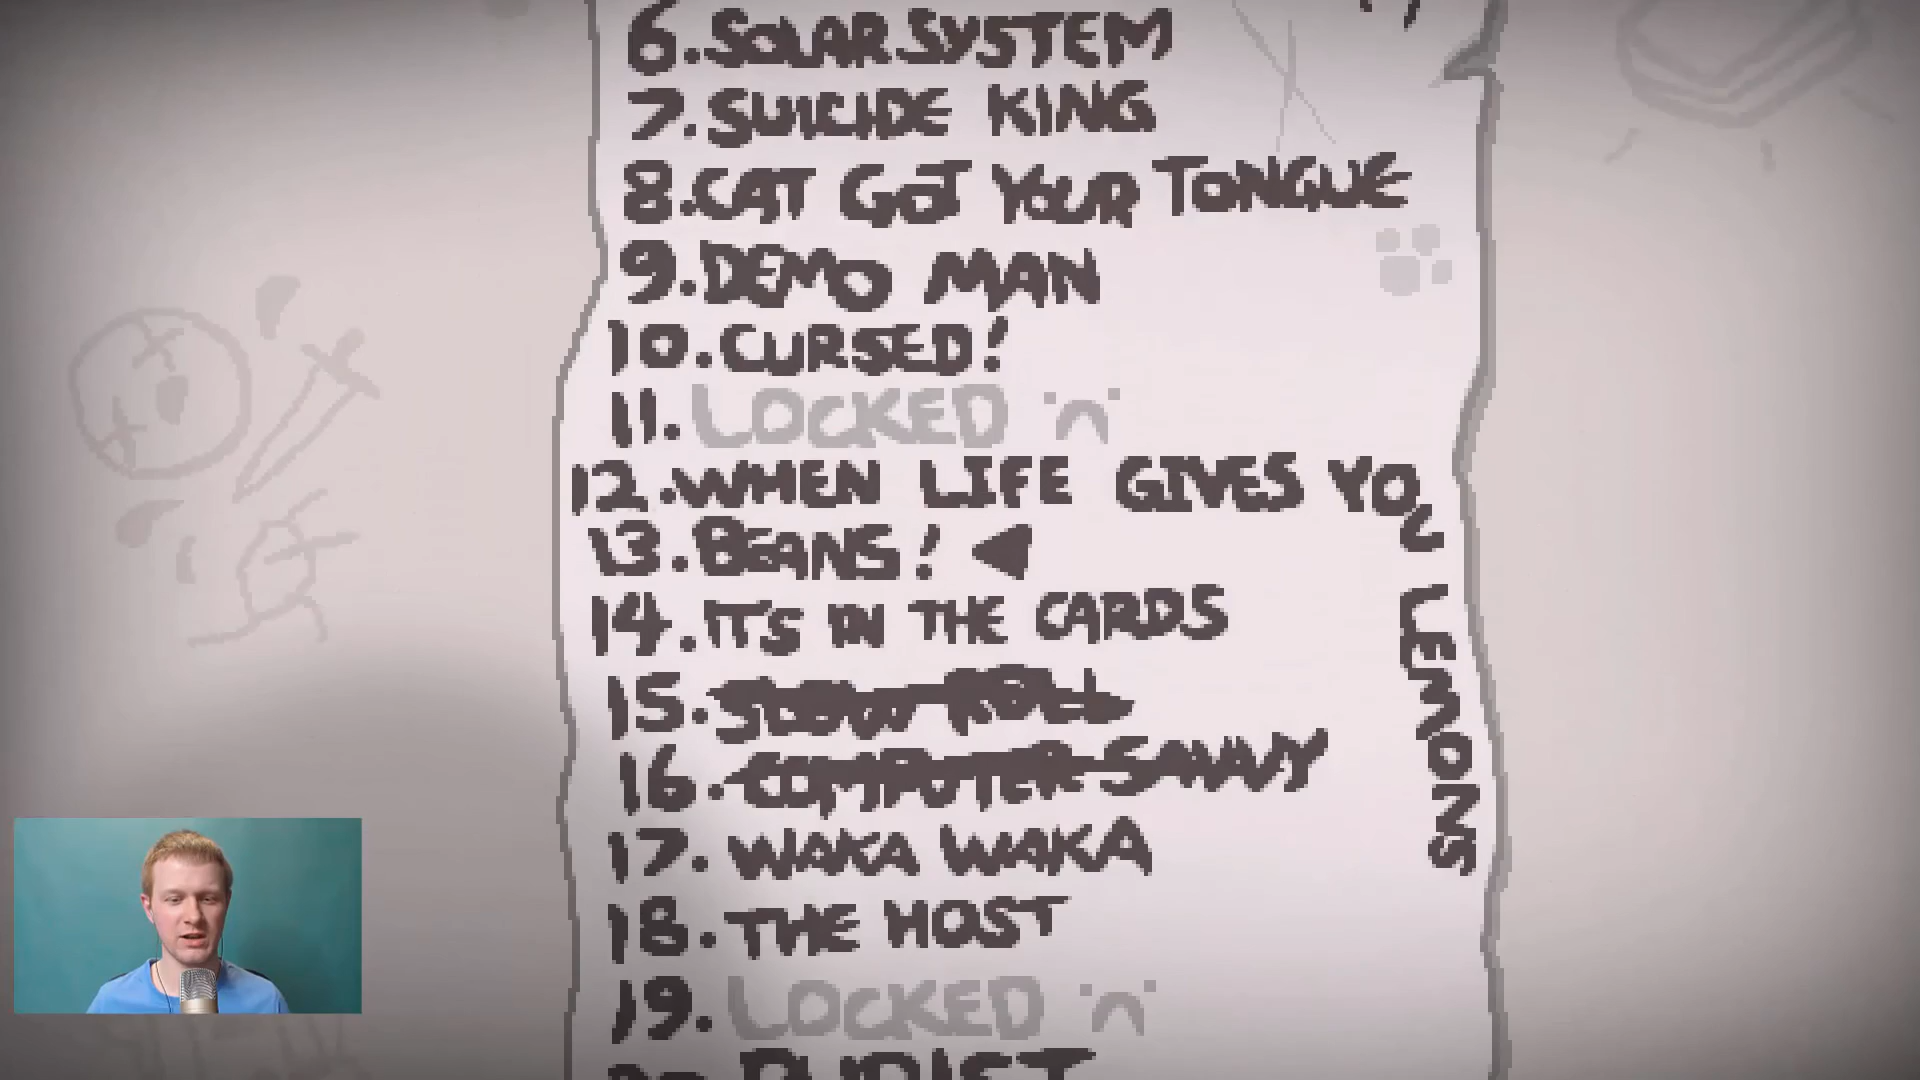 6.SOLAR SYSTEM
7.SUICIDE KING
8.CAT GOT YOUR TONGUE
9.DEMO MAN
10.CURSED!
11.LOCKED
12.WHEN LIFE GIVES YOU LEMONS
13.BEANS!
14.IT'S IN THE CARDS
15.SLOW ROLL
16.COMPUTER SAVVY
17.WAKA WAKA
18.THE HOST
19.LOCKED